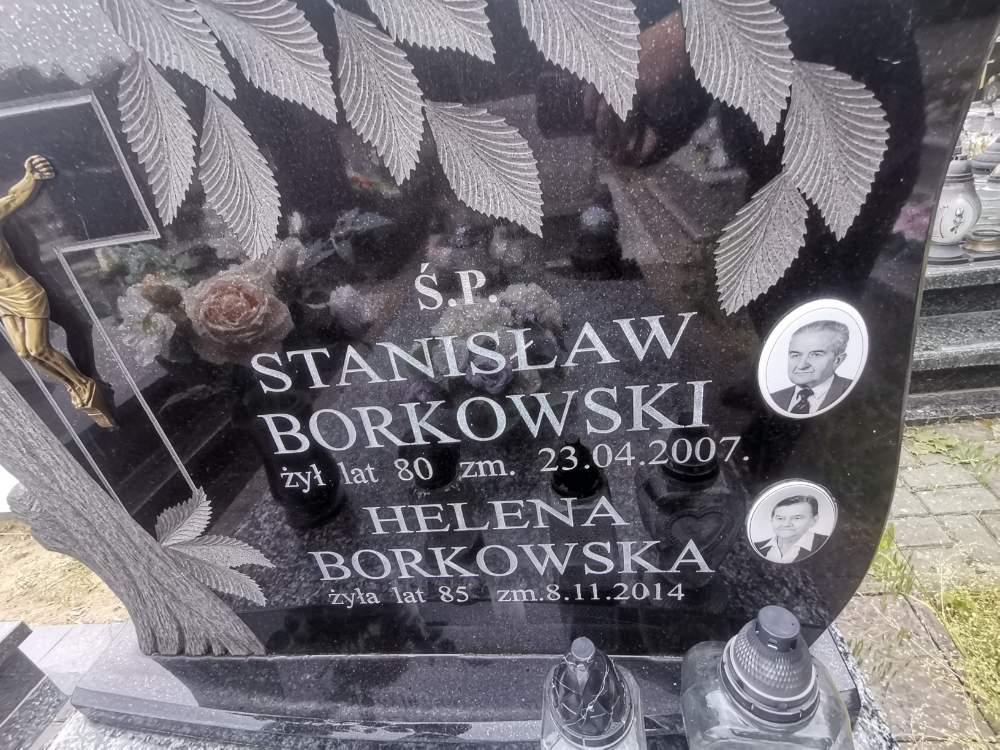 Ś.P.
STANISŁAW
BORKOWSKI
żył lat 80 zm. 23.04.2007.
HELENA
BORKOWSKA
żyła lat 85 zm.8.11.2014